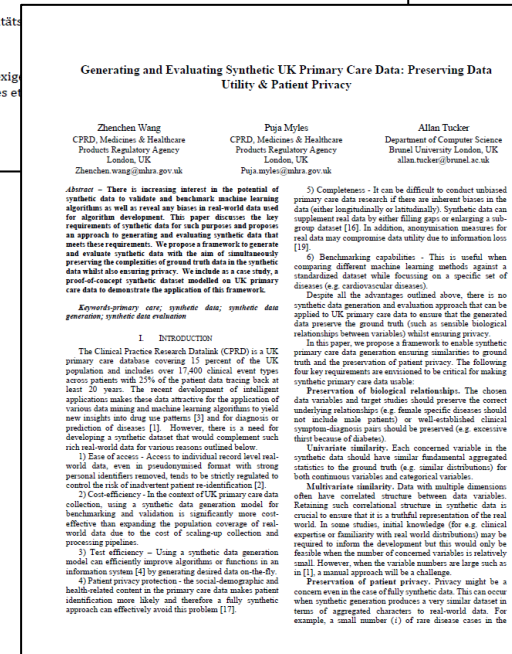 itäts
exig
es et
Generating and Evaluating Synthetic UK Primary Care Data: Preserving Data
Utility & Patient Privacy
Zhenchen Wang
CPRD, Medicines & Healthcare
Products Regulatory Agency
London, UK
Zhenchen.wang@mhra.gov.uk
Puja Myles
CPRD, Medicines & Healthcare
Products Regulatory Agency
London, UK
Puja.myles@mhra.gov.uk
Allan Tucker
Department of Computer Science
Brunel University London, UK
allan.tucker@brunel.ac.uk
Abstract – There is increasing interest in the potential of
synthetic data to validate and benchmark machine learning
algorithms as well as reveal any biases in real-world data used
for algorithm development. This paper discusses the key
requirements of synthetic data for such purposes and proposes
an approach to generating and evaluating synthetic data that
meets these requirements. We propose a framework to generate
and evaluate synthetic data with the aim of simultaneously
preserving the complexities of ground truth data in the synthetic
data whilst also ensuring privacy. We include as a case study, a
proof-of-concept synthetic dataset modelled on UK primary
care data to demonstrate the application of this framework.
Keywords-primary care; synthetic data; synthetic data
generation; synthetic data evaluation
I. INTRODUCTION
The Clinical Practice Research Datalink (CPRD) is a UK
primary care database covering 15 percent of the UK
population and includes over 17,400 clinical event types
across patients with 25% of the patient data tracing back at
least 20 years. The recent development of intelligent
applications makes these data attractive for the application of
various data mining and machine learning algorithms to yield
new insights into drug use patterns [3] and for diagnosis or
prediction of diseases [1]. However, there is a need for
developing a synthetic dataset that would complement such
rich real-world data for various reasons outlined below.
1) Ease of access - Access to individual record level real-
world data, even in pseudonymised format with strong
personal identifiers removed, tends to be strictly regulated to
control the risk of inadvertent patient re-identification [2].
2) Cost-efficiency - In the context of UK primary care data
collection, using a synthetic data generation model for
benchmarking and validation is significantly more cost-
effective than expanding the population coverage of real-
world data due to the cost of scaling-up collection and
processing pipelines.
3) Test efficiency – Using a synthetic data generation
model can efficiently improve algorithms or functions in an
information system [4] by generating desired data on-the-fly.
4) Patient privacy protection - the social-demographic and
health-related content in the primary care data makes patient
identification more likely and therefore a fully synthetic
approach can effectively avoid this problem [17].
5) Completeness - It can be difficult to conduct unbiased
primary care data research if there are inherent biases in the
data (either longitudinally or latitudinally). Synthetic data can
supplement real data by either filling gaps or enlarging a sub-
group dataset [16]. In addition, anonymisation measures for
real data may compromise data utility due to information loss
[19].
6) Benchmarking capabilities - This is useful when
comparing different machine learning methods against a
standardized dataset while focussing on a specific set of
diseases (e.g. cardiovascular diseases).
Despite all the advantages outlined above, there is no
synthetic data generation and evaluation approach that can be
applied to UK primary care data to ensure that the generated
data preserve the ground truth (such as sensible biological
relationships between variables) whilst ensuring privacy.
In this paper, we propose a framework to enable synthetic
primary care data generation ensuring similarities to ground
truth and the preservation of patient privacy. The following
four key requirements are envisioned to be critical for making
synthetic primary care data usable:
Preservation of biological relationships. The chosen
data variables and target studies should preserve the correct
underlying relationships (e.g. female specific diseases should
not include male patients) or well-established clinical
symptom-diagnosis pairs should be preserved (e.g. excessive
thirst because of diabetes).
Univariate similarity. Each concerned variable in the
synthetic data should have similar fundamental aggregated
statistics to the ground truth (e.g. similar distributions) for
both continuous variables and categorical variables.
Multivariate similarity. Data with multiple dimensions
often have correlated structure between data variables.
Retaining such correlational structure in synthetic data is
crucial to ensure that it is a truthful representation of the real
world. In some studies, initial knowledge (for e.g. clinical
expertise or familiarity with real world distributions) may be
required to inform the development but this would only be
feasible when the number of concerned variables is relatively
small. However, when the variable numbers are large such as
in [1], a manual approach will be a challenge.
Preservation of patient privacy. Privacy might be a
concern even in the case of fully synthetic data. This can occur
when synthetic generation produces a very similar dataset in
terms of aggregated characters to real-world data. For
example, a small number (i) of rare disease cases in the